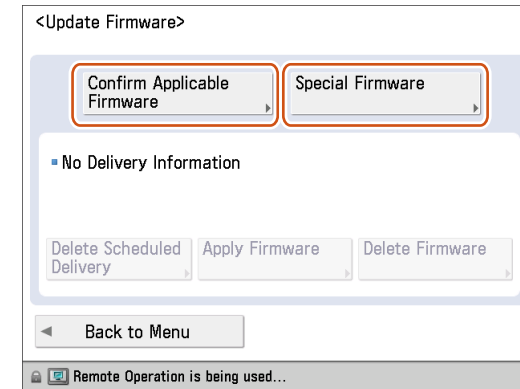 <Update Firmware>
Confirm Applicable
Firmware
Special Firmware
No Delivery Information
Delete Scheduled
Delivery
Apply Firmware
Delete Firmware
Back to Menu
Remote Operation is being used...